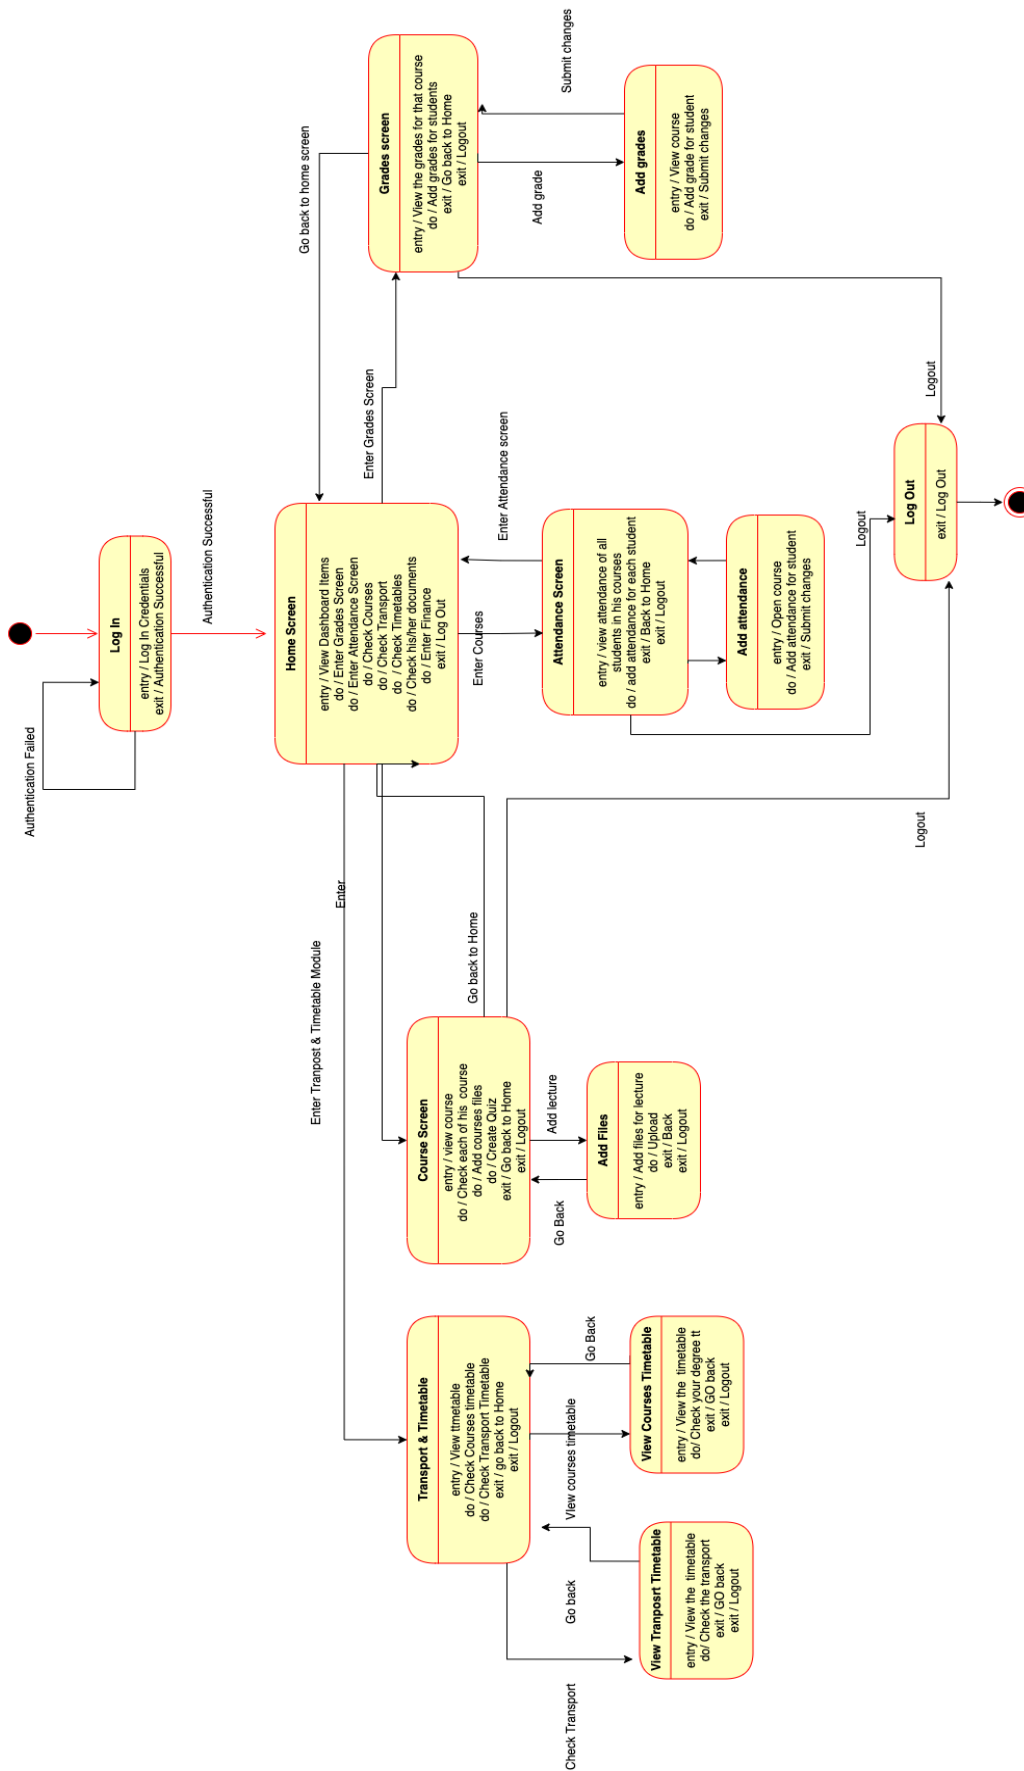 Authentication Failed
Log In
entry / Log In Credentials
exit / Authentication Successful
Authentication Successful
Home Screen
entry / View Dashboard Items
do / Enter Grades Screen
do / Enter Attendance Screen
do / Check Courses
do / Check Transport
do / Check Timetables
do / Check his/her documents
do / Enter Finance
exit / Log Out
Go back to home screen
Enter Grades Screen
Grades screen
entry / View the grades for that course
do / Add grades for students
exit / Go back to Home
exit / Logout
Submit changes
Add grade
Add grades
entry / View course
do / Add grade for student
exit / Submit changes
Enter Attendance screen
Enter Courses
Attendance Screen
entry / view attendance of all
students in his courses
do / add attendance for each student
exit / Back to Home
exit / Logout
Add attendance
entry / Open course
do / Add attendance for student
exit / Submit changes
Logout
Logout
Logout
Log Out
exit / Log Out
Enter
Enter Tranpost & Timetable Module
Go back to Home
Course Screen
entry / view course
do / Check each of his  course
do / Add courses files
do / Create Quiz
exit / Go back to Home
exit / Logout
Add lecture
Go Back
Add Files
entry / Add files for lecture
do / Upload
exit / Back
exit / Logout
Transport & Timetable
entry / View ttmetable
do / Check Courses timetable
do / Check Transport Timetable
exit / go back to Home
exit / Logout
Go Back
VIew courses timetable
View Courses Timetable
entry / View the  timetable
do/ Check your degree tt
exit / GO back
exit / Logout
Go back
Check Transport
View Tranposrt Timetable
entry / View the  timetable
do/ Check the transport
exit / GO back
exit / Logout